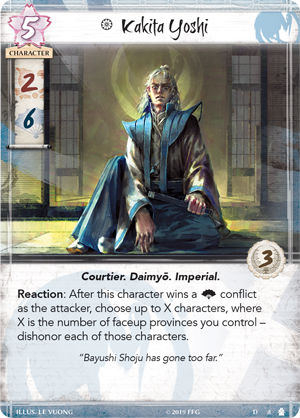 5
Kakita Yoshi
CHARACTER
2
6
3
Courtier. Daimyō. Imperial.
Reaction: After this character wins a conflict
as the attacker, choose up to X characters, where
X is the number of faceup provinces you control –
dishonor each of those characters.
“Bayushi Shoju has gone too far.”
ILLUS. LE VUONG
© 2019 FFG
D